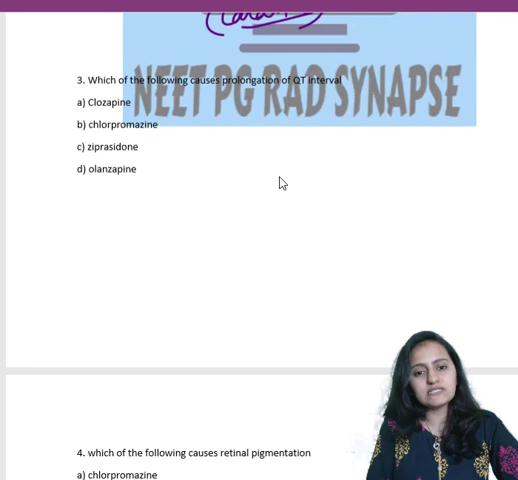 3. Which of the following causes prolongation of QT interval
NEET PG RAD SYNAPSE
a) Clozapine
b) chlorpromazine
c) ziprasidone
d) olanzapine
4. which of the following causes retinal pigmentation
a) chlorpromazine